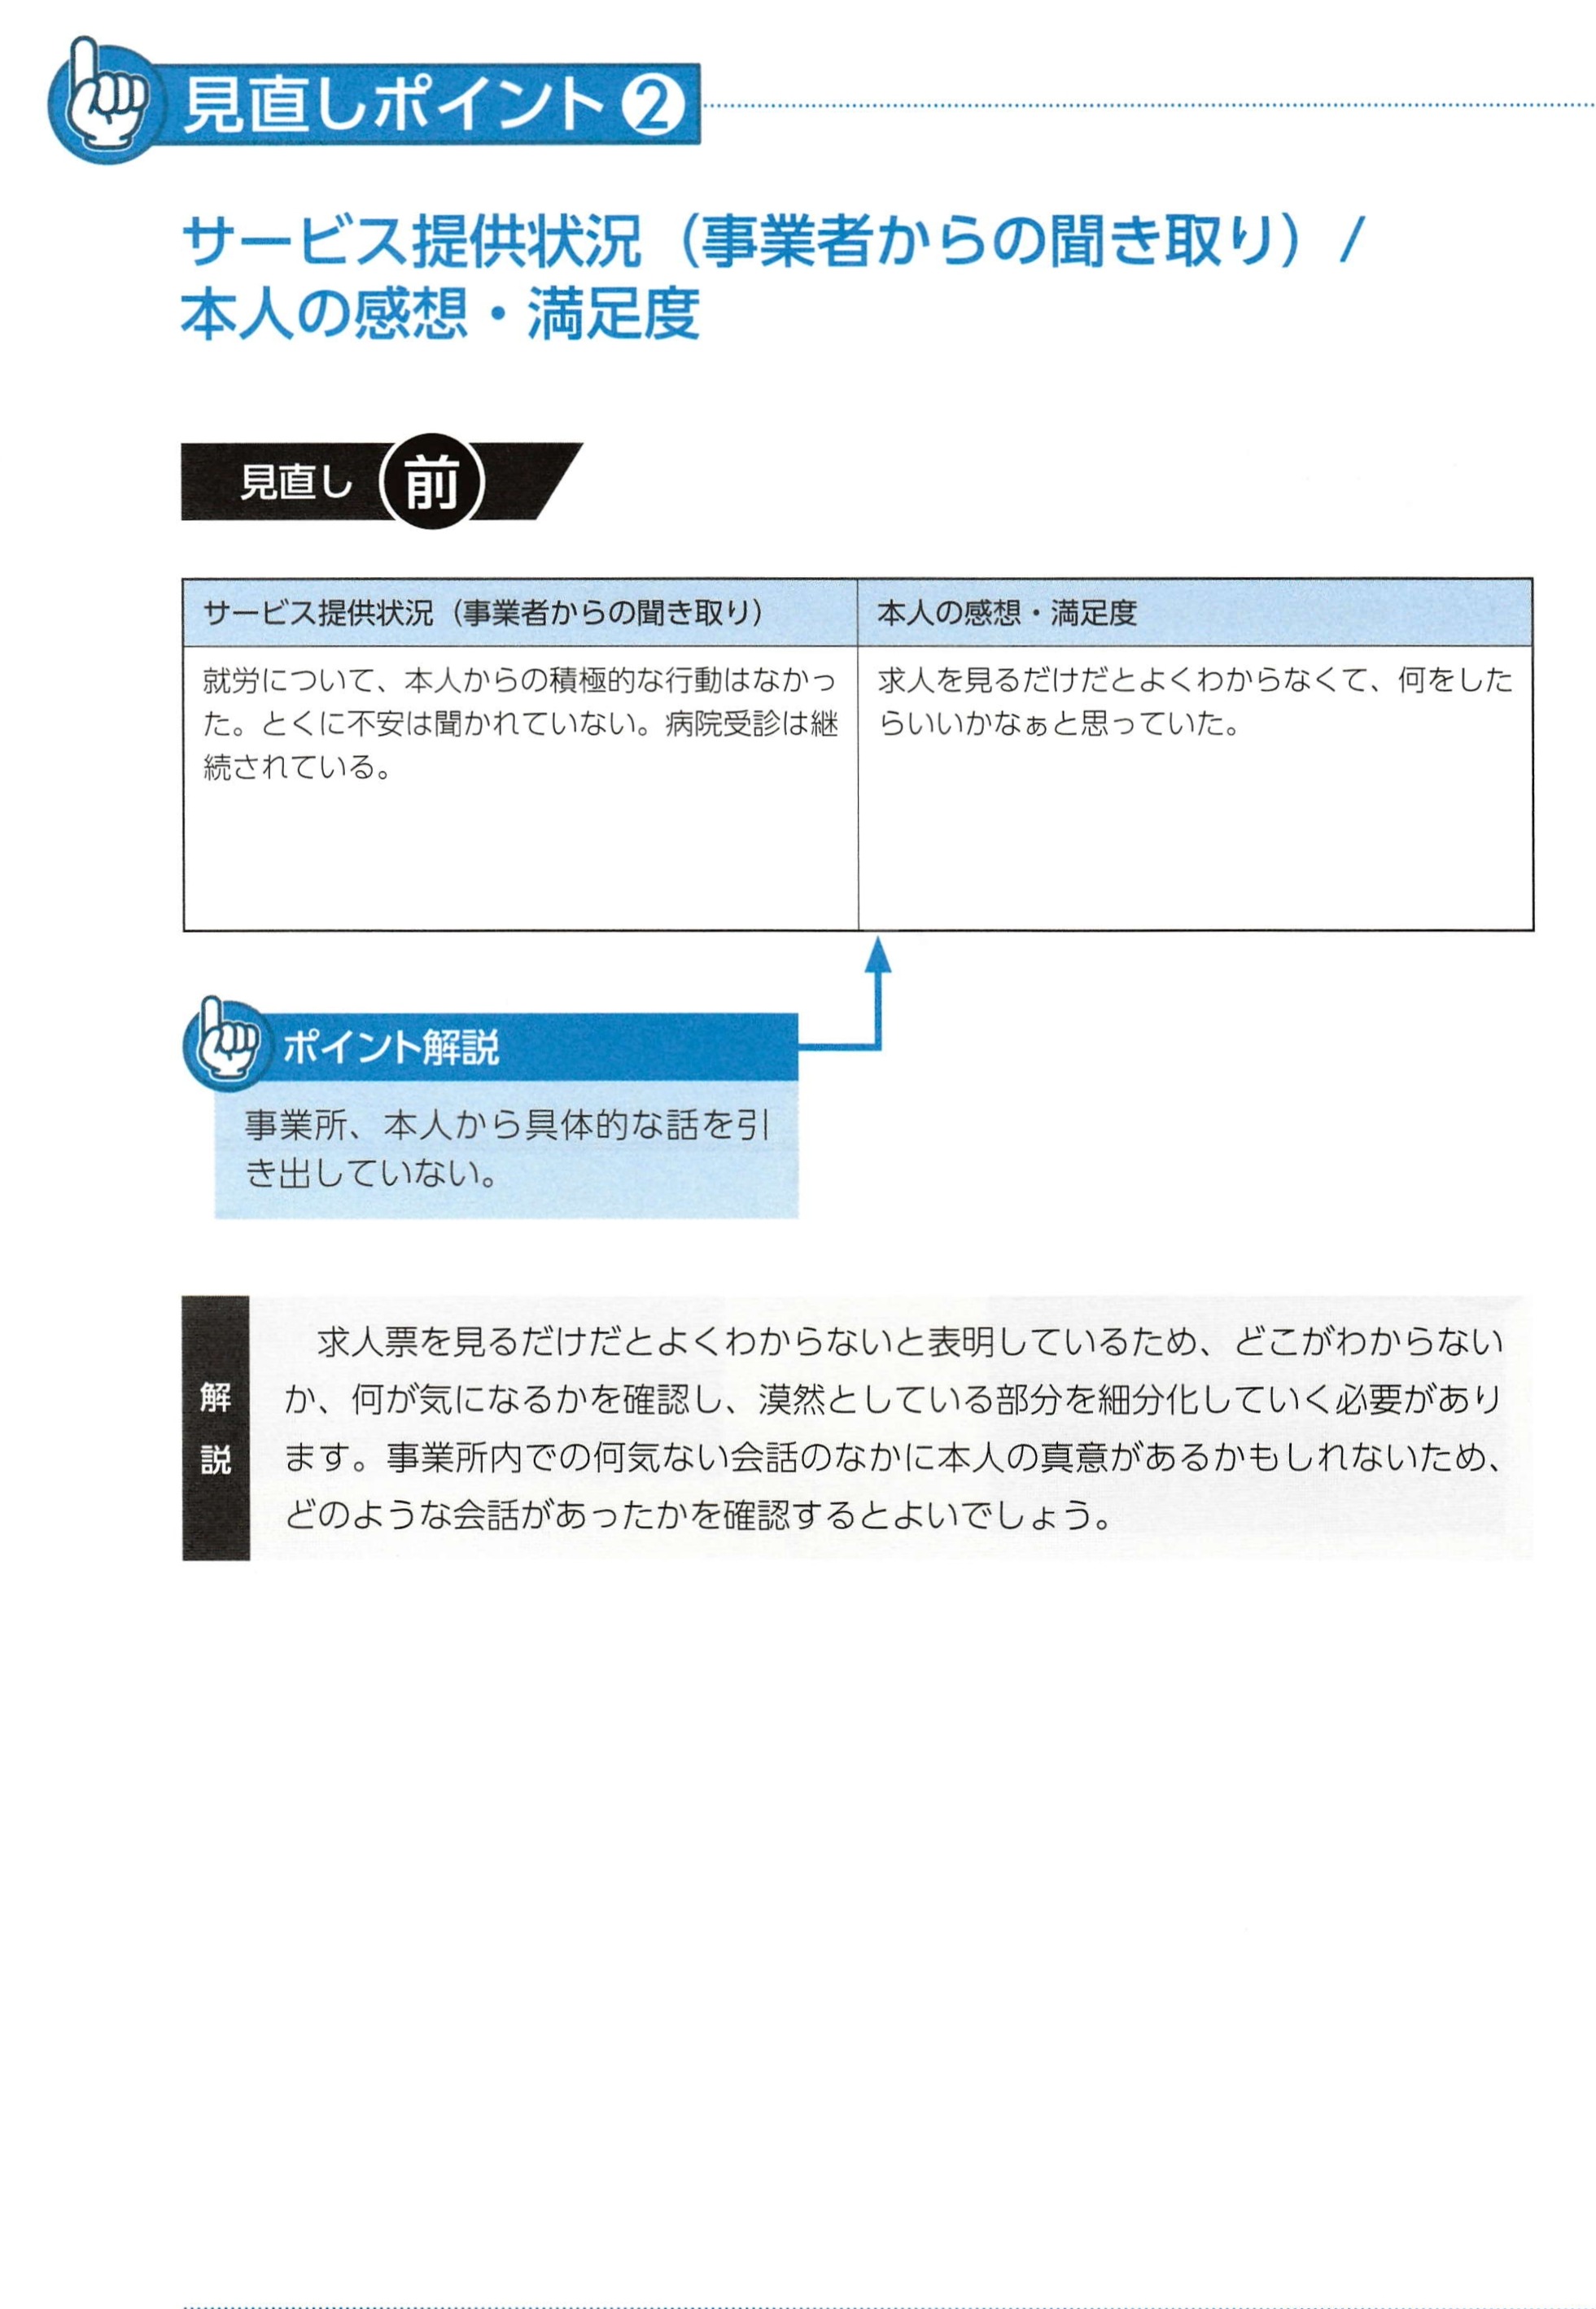 見直しポイント❷
サービス提供状況（事業者からの聞き取り）/
本人の感想・満足度
見直し 前
サービス提供状況（事業者からの聞き取り）
本人の感想・満足度
就労について、本人からの積極的な行動はなかっ
た。とくに不安は聞かれていない。病院受診は継
続されている。
求人を見るだけだとよくわからなくて、何をした
らいいかなぁと思っていた。
ポイント解説
事業所、本人から具体的な話を引
き出していない。
解説
求人票を見るだけだとよくわからないと表明しているため、どこがわからない
か、何が気になるかを確認し、漠然としている部分を細分化していく必要があり
ます。事業所内での何気ない会話のなかに本人の真意があるかもしれないため、
どのような会話があったかを確認するとよいでしょう。